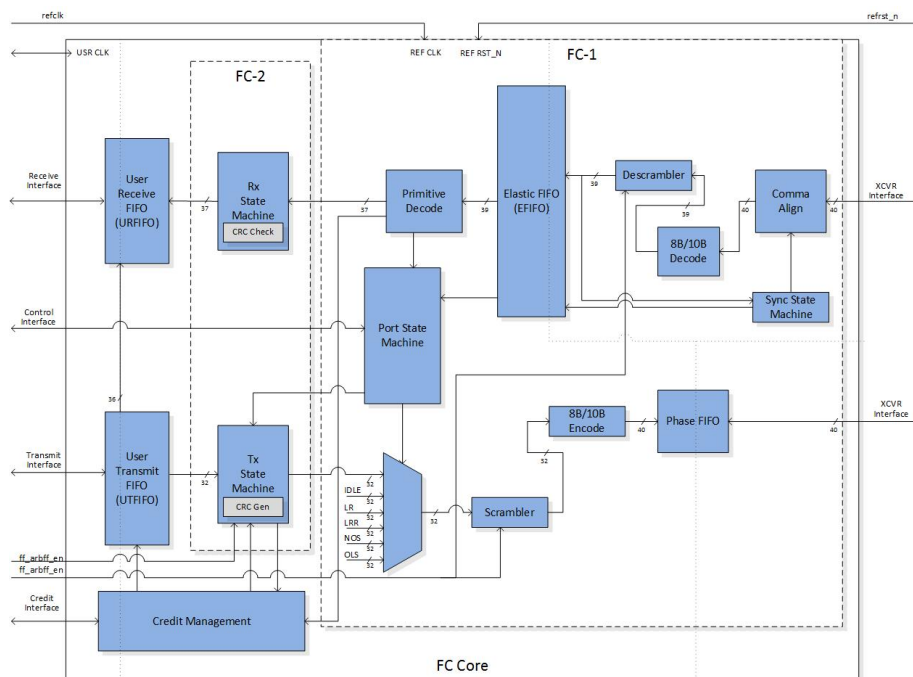 refclk
refrst_n
USR CLK
REF CLK
REF RST_N
FC-1
FC-2
Receive
Interface
User
Receive
FIFO
(URFIFO)
37
Rx
State
Machine
CRC Check
37
Primitive
Decode
39
Elastic FIFO
(EFIFO)
39
Descrambler
39
8B/10B
Decode
40
Comma
Align
40
XCVR
Interface
Sync State
Machine
Control
Interface
Port State
Machine
36
Transmit
Interface
User
Transmit
FIFO
(UTFIFO)
32
Tx
State
Machine
CRC Gen
32
IDLE
32
LR
32
LRR
32
NOS
32
OLS
32
32
Scrambler
32
8B/10B
Encode
40
Phase FIFO
40
XCVR
Interface
ff_arbff_en
ff_arbff_en
Credit
Interface
Credit Management
FC Core